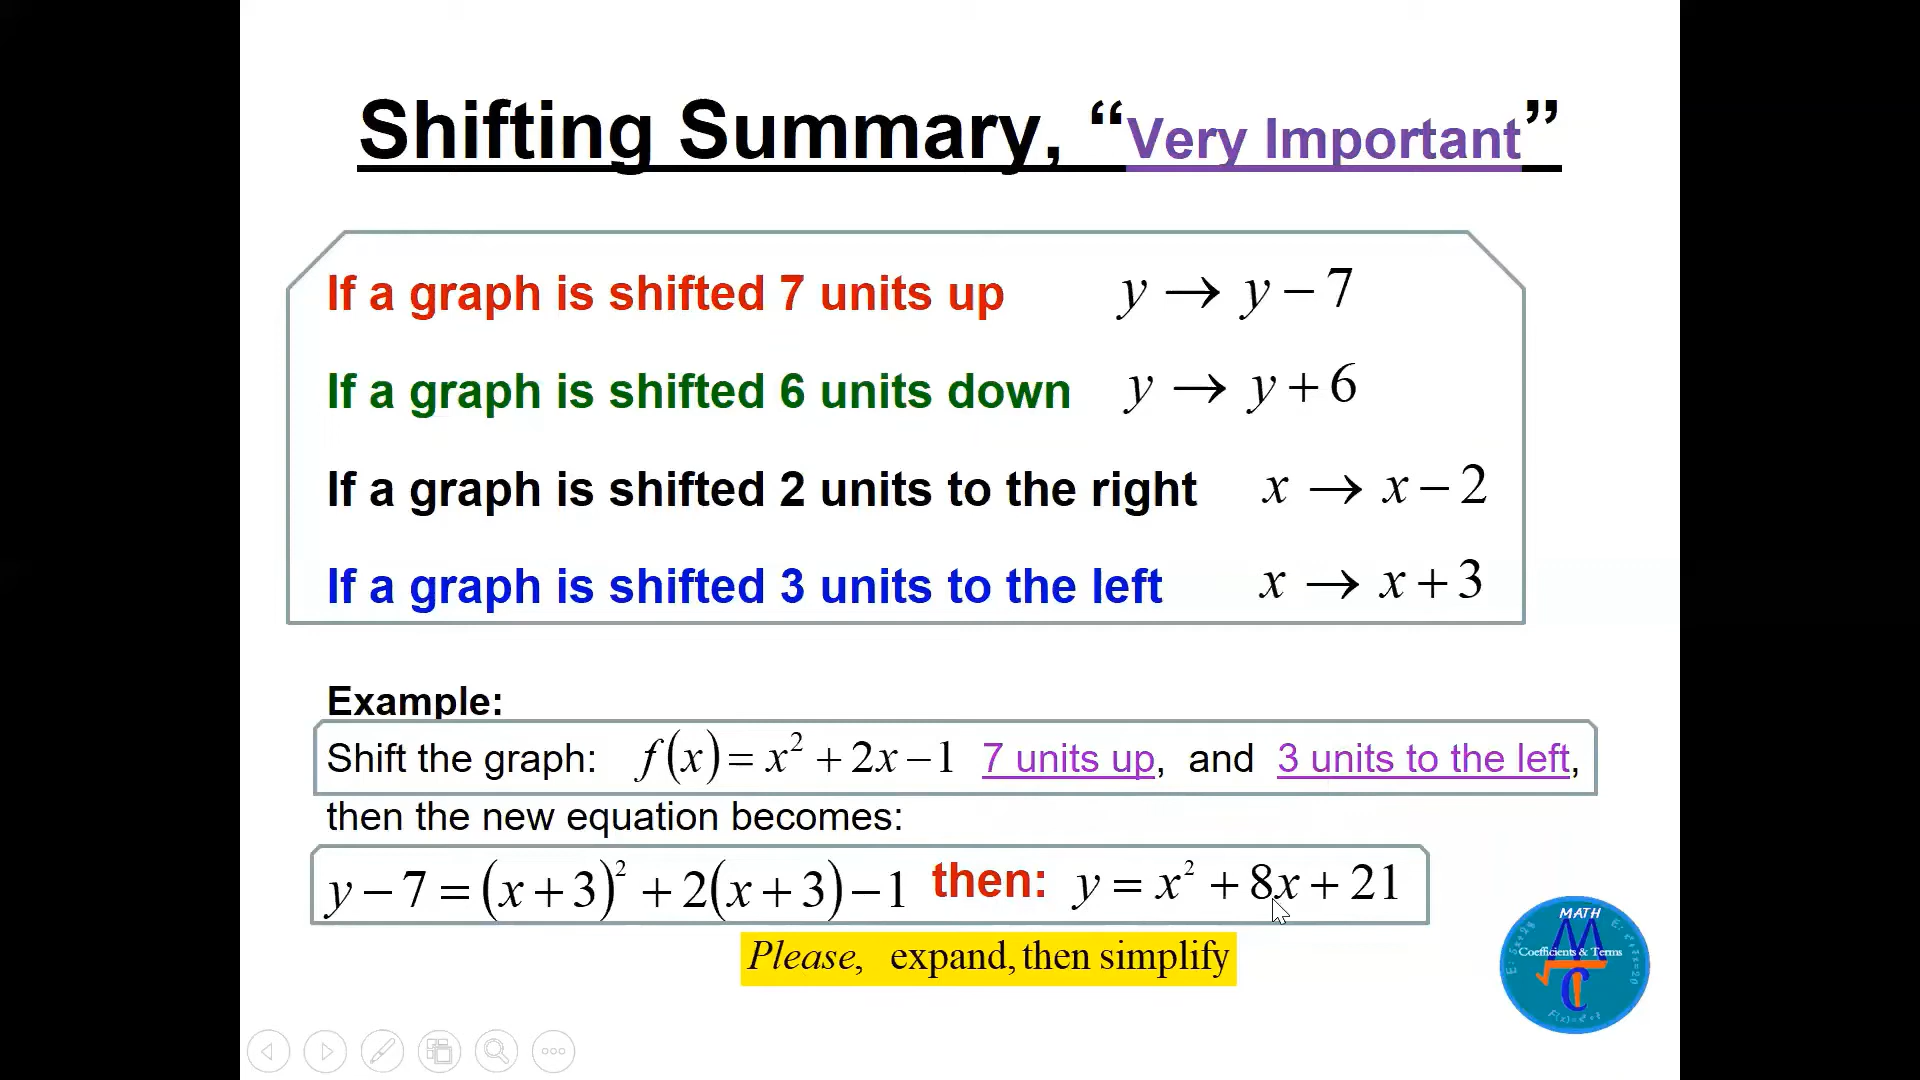 Shifting Summary, “Very Important”
If a graph is shifted 7 units up y → y − 7
If a graph is shifted 6 units down y → y + 6
If a graph is shifted 2 units to the right x → x − 2
If a graph is shifted 3 units to the left x → x + 3
Example:
Shift the graph: f(x) = x² + 2x − 1 7 units up, and 3 units to the left,
then the new equation becomes:
y − 7 = (x + 3)² + 2(x + 3) − 1 then: y = x² + 8x + 21
Please, expand, then simplify
MATH
Coefficients & Terms